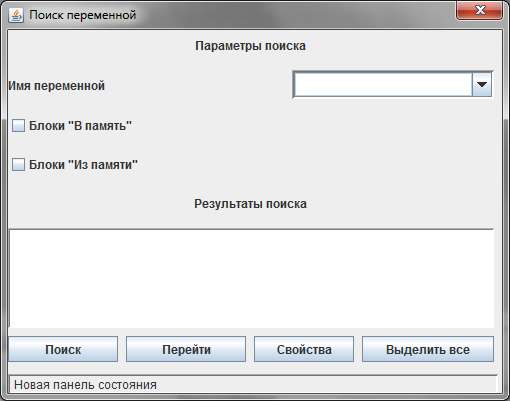 Поиск переменной
Параметры поиска
Имя переменной
Блоки "В память"
Блоки "Из памяти"
Результаты поиска
Поиск Перейти Свойства Выделить все
Новая панель состояния